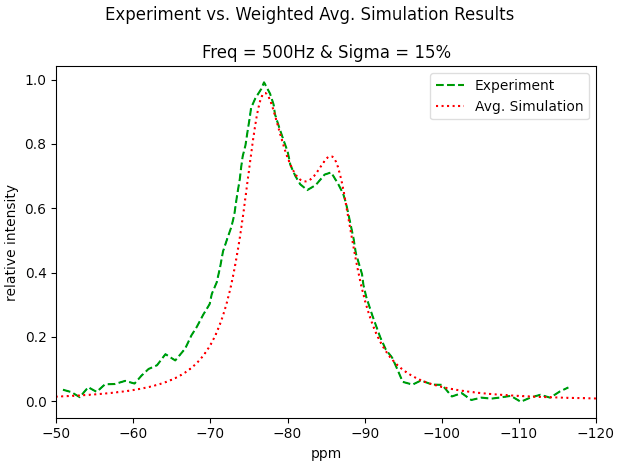 Experiment vs. Weighted Avg. Simulation Results
Freq = 500Hz & Sigma = 15%
Experiment
Avg. Simulation
relative intensity
1.0
0.8
0.6
0.4
0.2
0.0
−50 −60 −70 −80 −90 −100 −110 −120
ppm